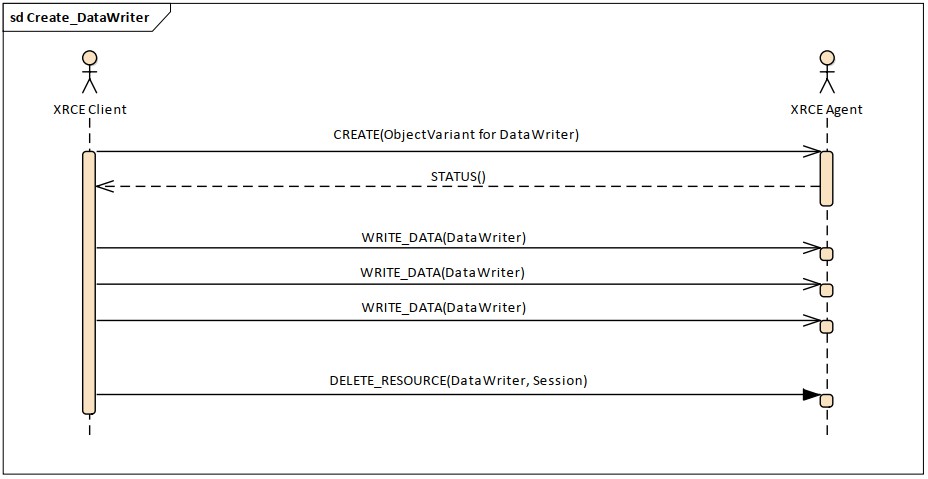 sd Create_DataWriter
XRCE Client
XRCE Agent
CREATE(ObjectVariant for DataWriter)
STATUS()
WRITE_DATA(DataWriter)
WRITE_DATA(DataWriter)
WRITE_DATA(DataWriter)
DELETE_RESOURCE(DataWriter, Session)